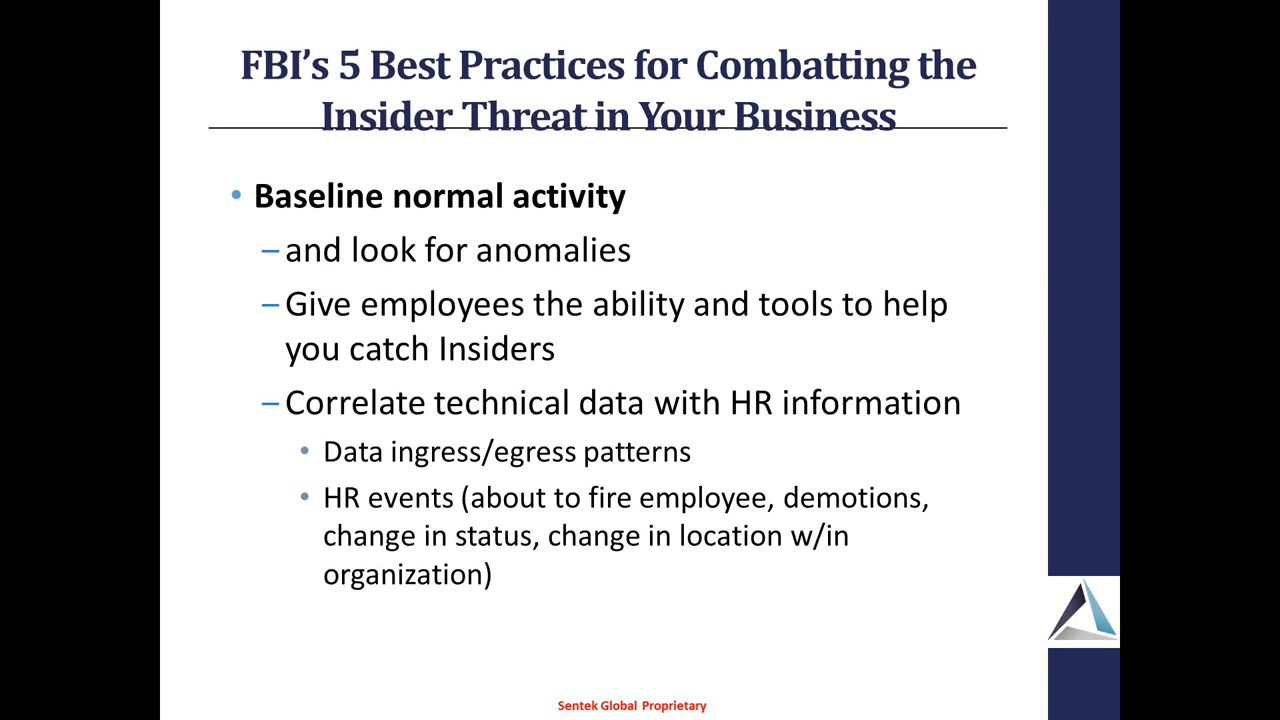 FBI’s 5 Best Practices for Combatting the
Insider Threat in Your Business
• Baseline normal activity
– and look for anomalies
– Give employees the ability and tools to help
you catch Insiders
– Correlate technical data with HR information
• Data ingress/egress patterns
• HR events (about to fire employee, demotions,
change in status, change in location w/in
organization)
Sentek Global Proprietary